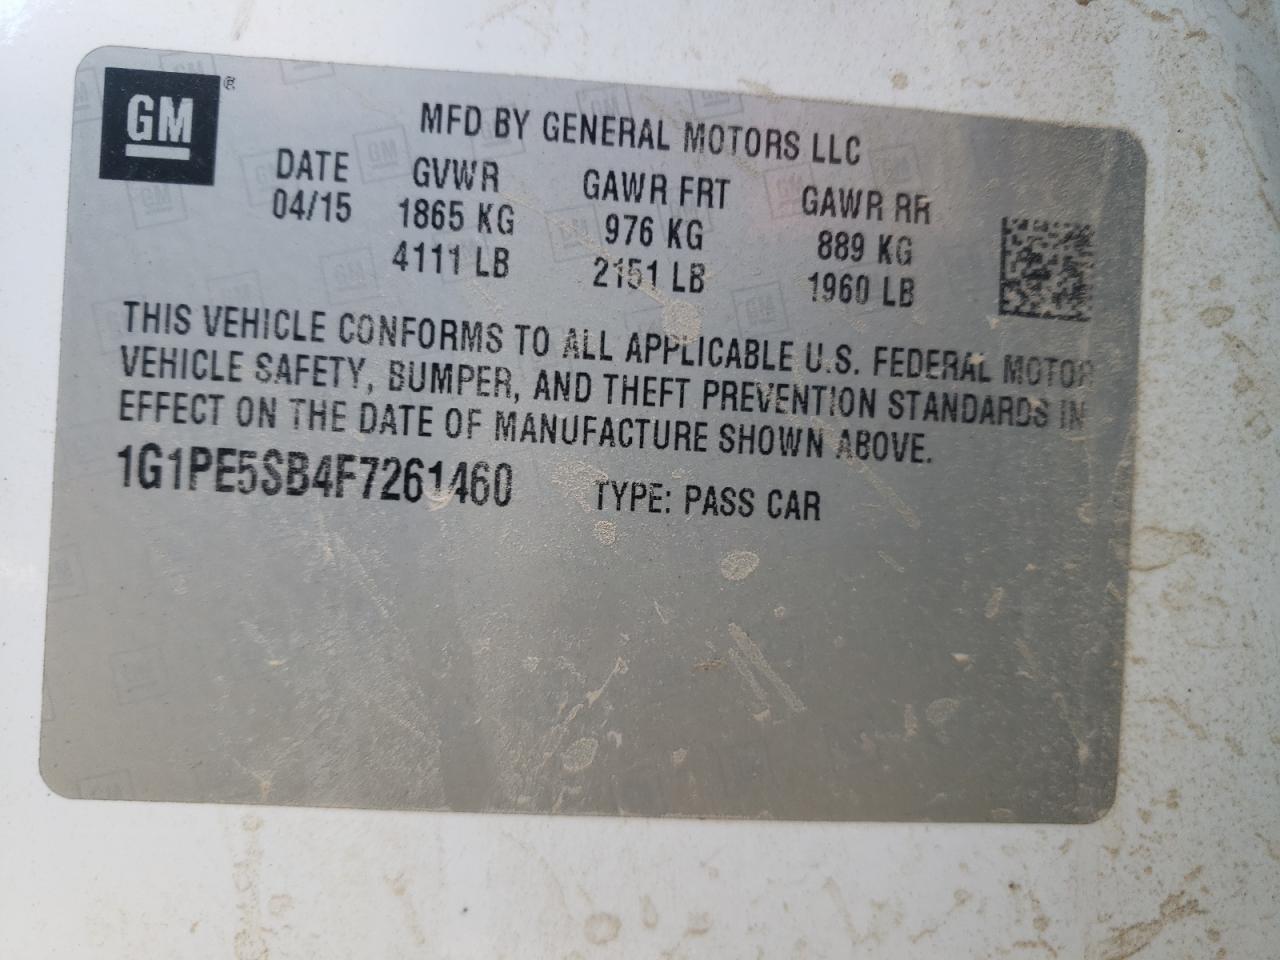 GM®
MFD BY GENERAL MOTORS LLC
DATE GVWR GAWR FRT GAWR RR
04/15 1865 KG 976 KG 889 KG
4111 LB 2151 LB 1960 LB
THIS VEHICLE CONFORMS TO ALL APPLICABLE U.S. FEDERAL MOTOR
VEHICLE SAFETY, BUMPER, AND THEFT PREVENTION STANDARDS IN
EFFECT ON THE DATE OF MANUFACTURE SHOWN ABOVE.
1G1PE5SB4F7261460 TYPE: PASS CAR